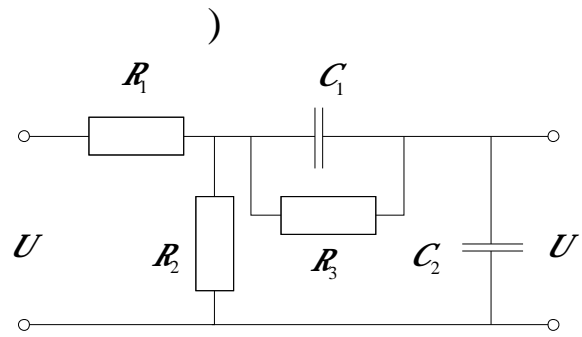 )
R₁ C₁
U R₂ R₃ C₂ U